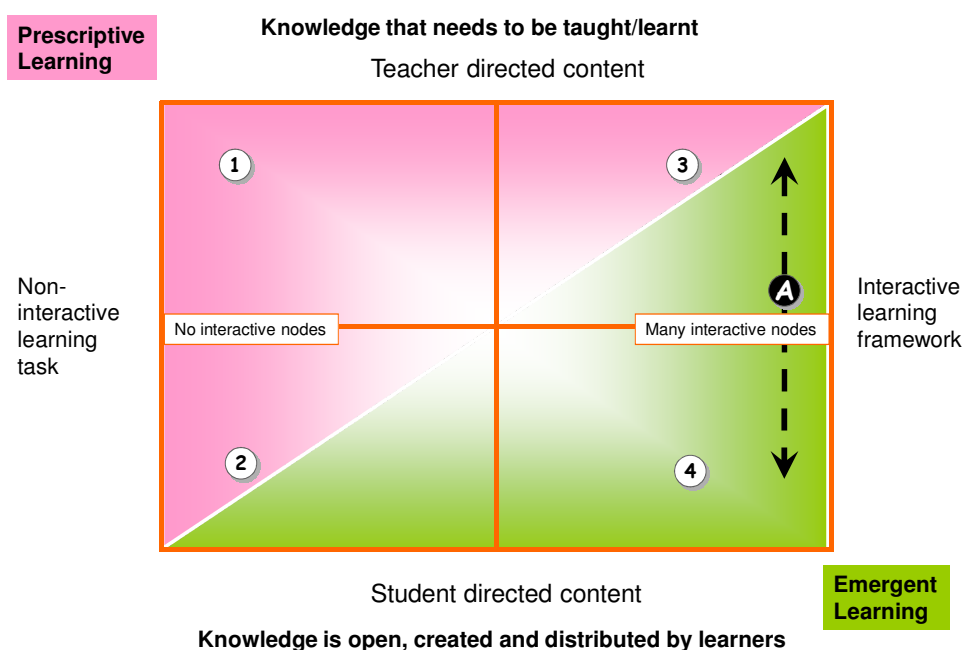 Prescriptive
Learning
Knowledge that needs to be taught/learnt
Teacher directed content
1
3
A
Non-
interactive
learning
task
No interactive nodes
Many interactive nodes
Interactive
learning
framework
2
4
Student directed content
Emergent
Learning
Knowledge is open, created and distributed by learners